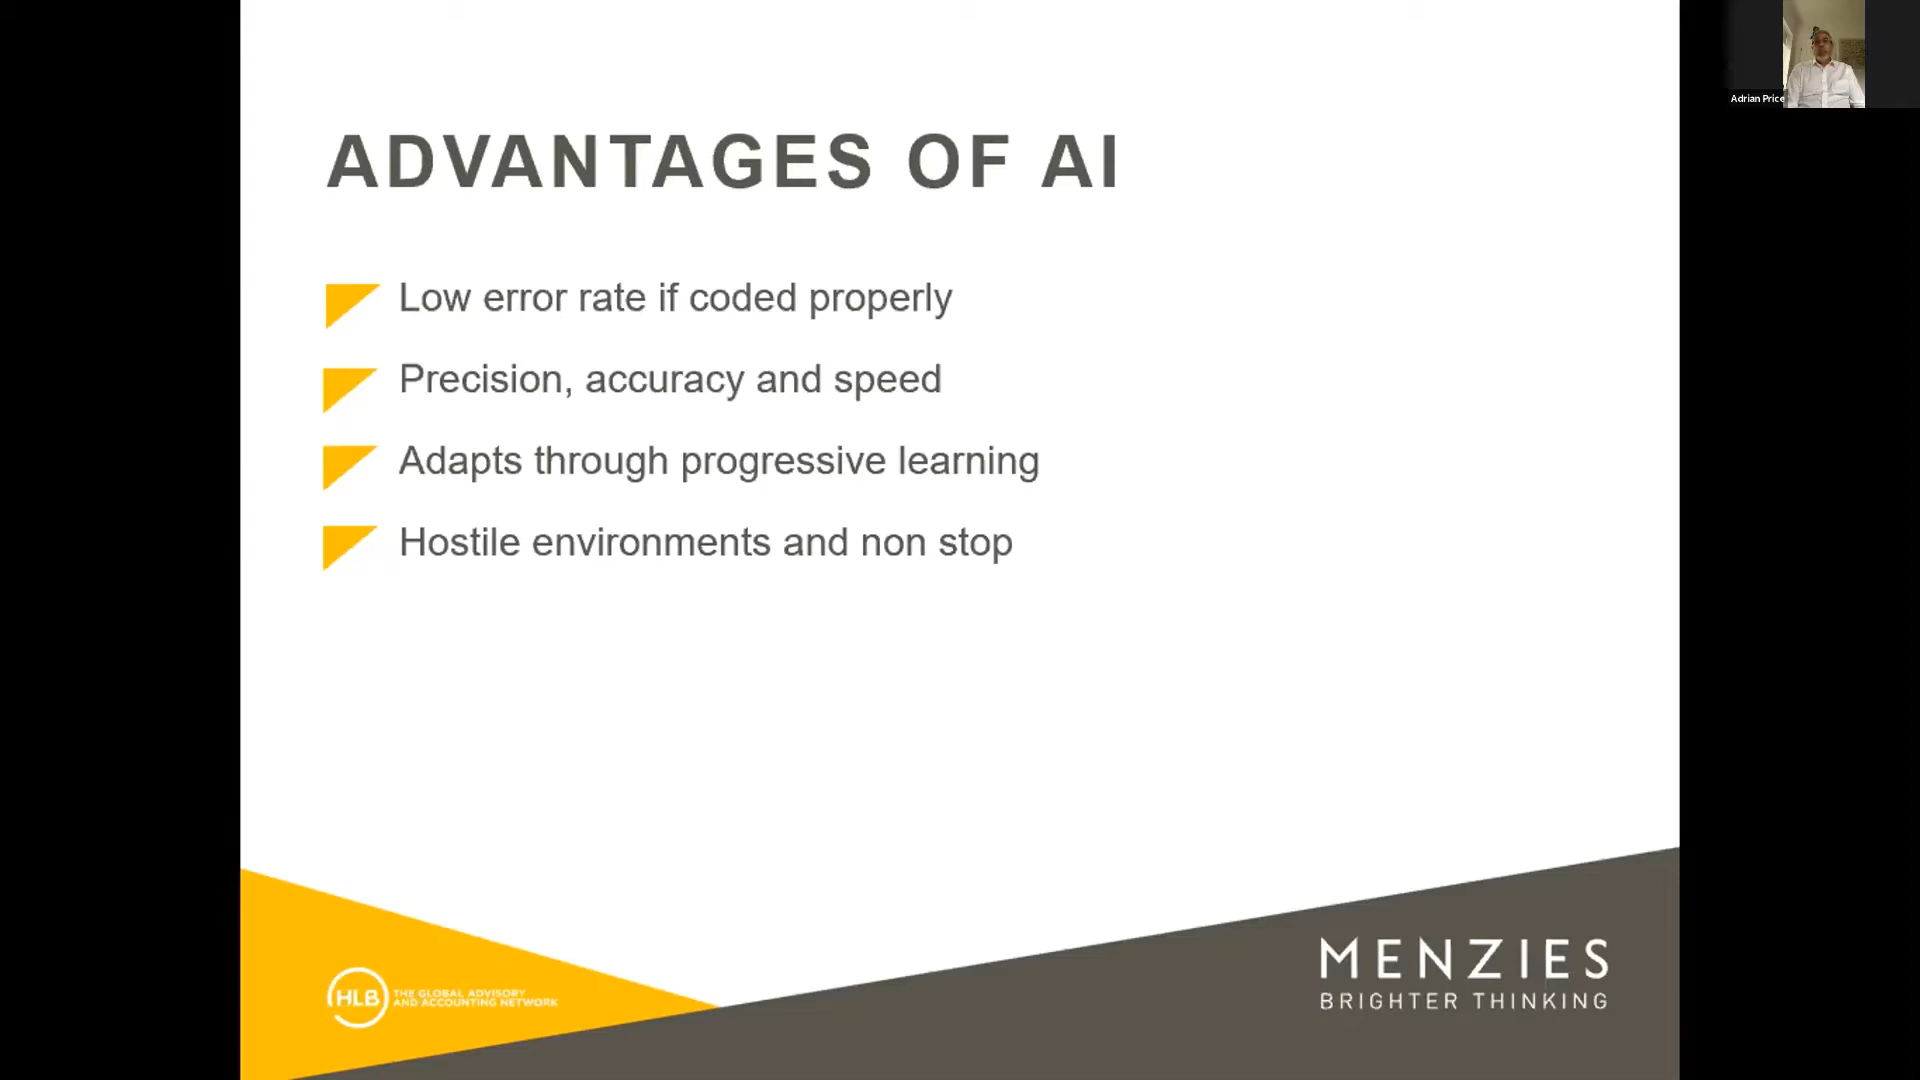 Adrian Price
ADVANTAGES OF AI
Low error rate if coded properly
Precision, accuracy and speed
Adapts through progressive learning
Hostile environments and non stop
HLB
THE GLOBAL ADVISORY
AND ACCOUNTING NETWORK
MENZIES
BRIGHTER THINKING